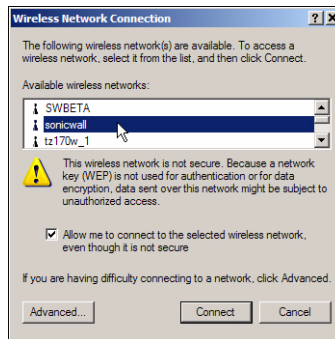 Wireless Network Connection
The following wireless network(s) are available. To access a
wireless network, select it from the list, and then click Connect.
Available wireless networks:
SWBETA
sonicwall
tz170w_1
This wireless network is not secure. Because a network
key (WEP) is not used for authentication or for data
encryption, data sent over this network might be subject to
unauthorized access.
Allow me to connect to the selected wireless network,
even though it is not secure
If you are having difficulty connecting to a network, click Advanced.
Advanced... Connect Cancel